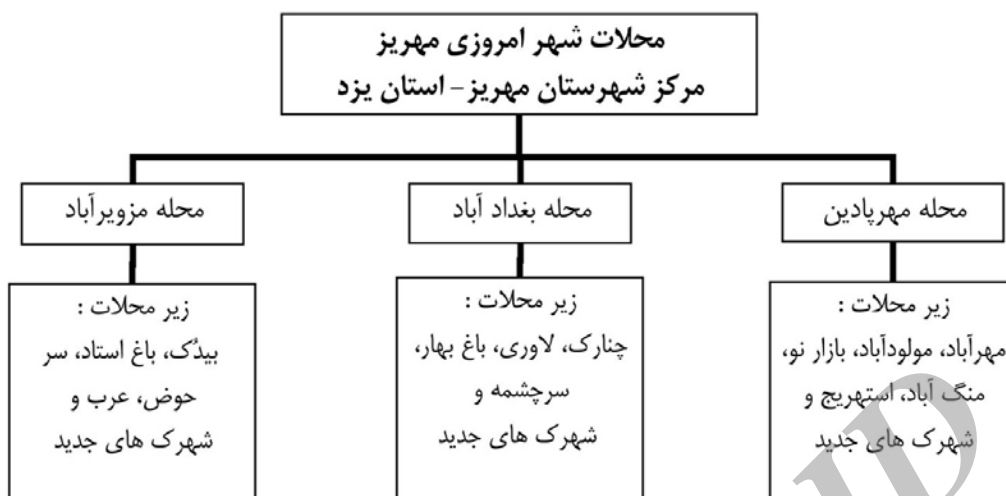 محلات شهر امروزی مهریز
مرکز شهرستان مهریز – استان یزد
محله مهرپادین
محله بغداد آباد
محله مزویرآباد
زیر محلات :
مهرآباد، مولودآباد، بازار نو،
منگ آباد، استهریج و
شهرک های جدید
زیر محلات :
چنارک، لاوری، باغ بهار،
سرچشمه و
شهرک های جدید
زیر محلات :
بیدُک، باغ استاد، سر
حوض، عرب و
شهرک های جدید